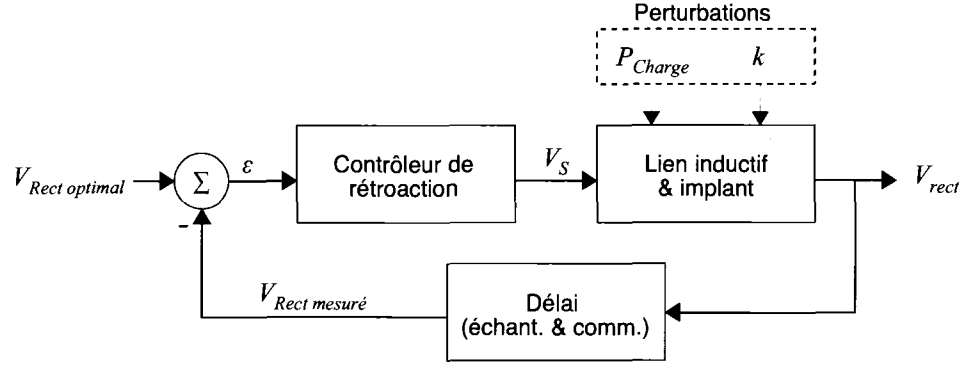 Perturbations
P_Charge k
V_Rect optimal
Σ
ε
-
Contrôleur de
rétroaction
V_S
Lien inductif
& implant
V_rect
V_Rect mesuré
Délai
(échant. & comm.)